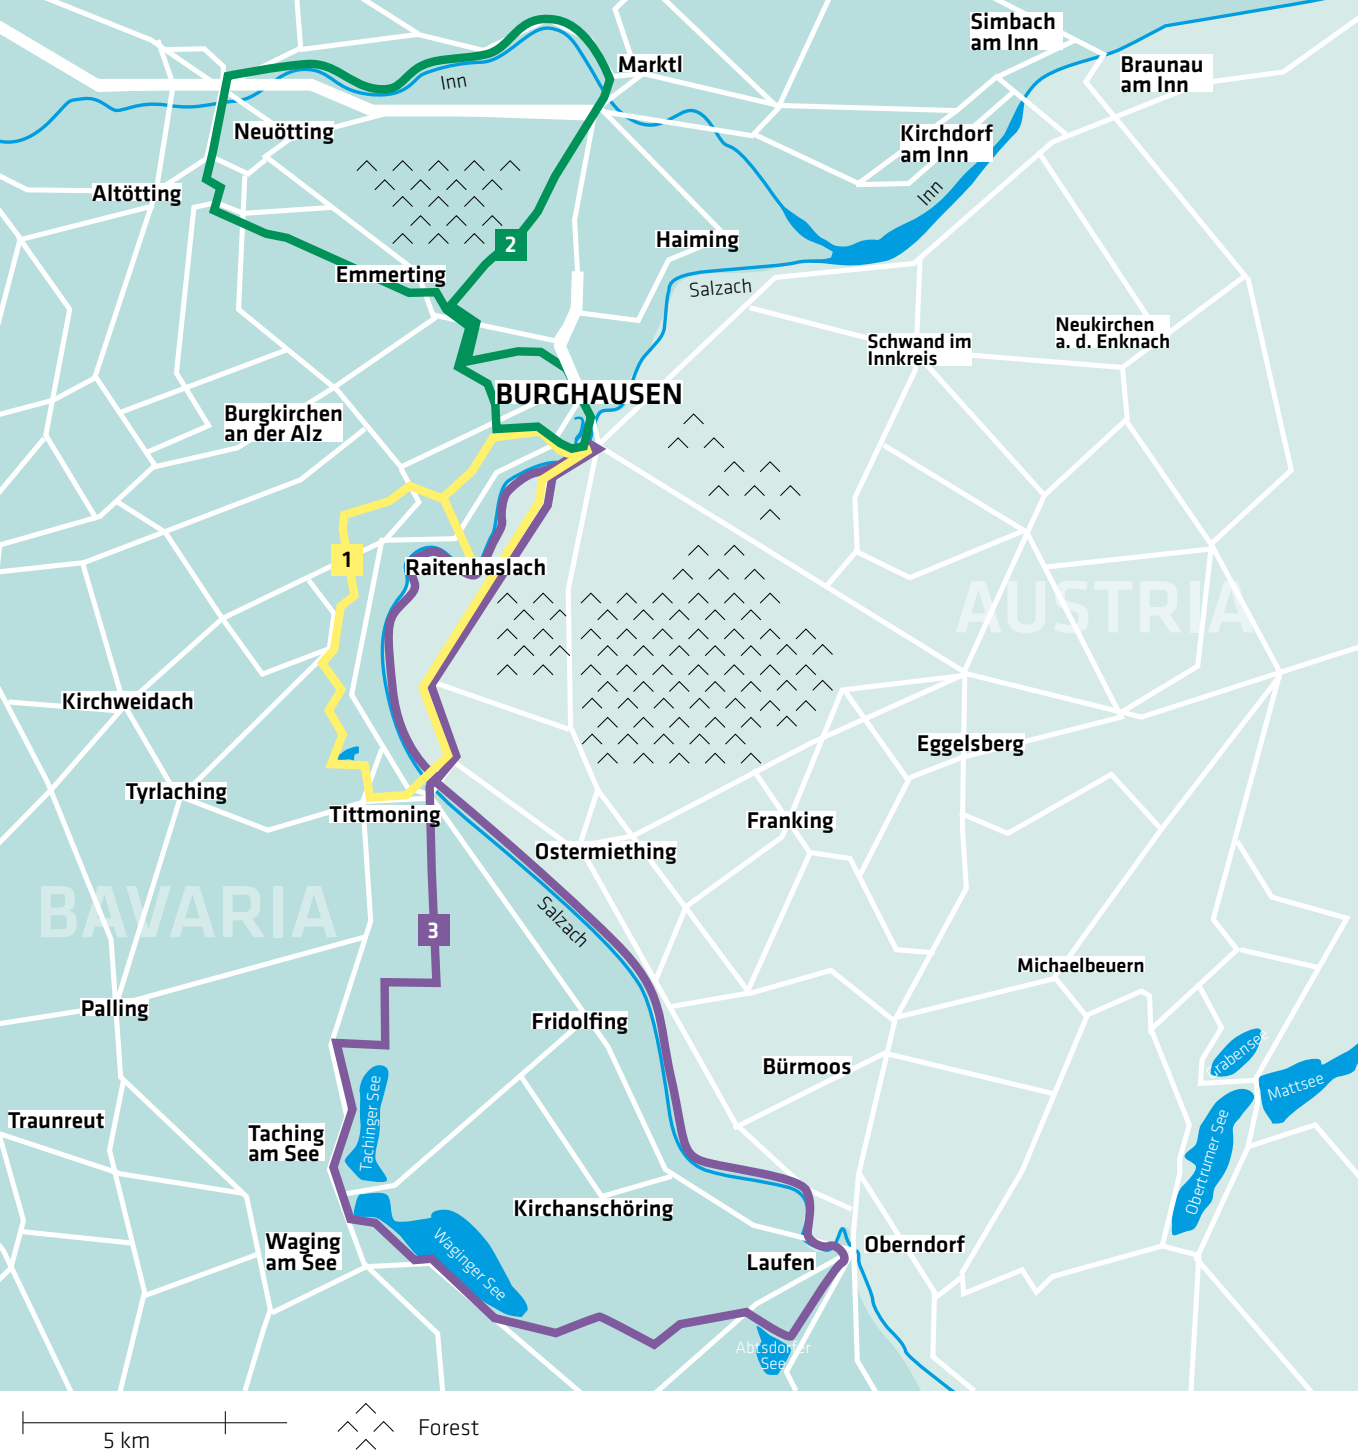 Simbach
am Inn
Marktl
Braunau
am Inn
Inn
Neuötting
Kirchdorf
am Inn
Altötting
Inn
2
Haiming
Emmerting
Salzach
Neukirchen
a. d. Enknach
Schwand im
Innkreis
BURGHAUSEN
Burgkirchen
an der Alz
1
Raitenhaslach
AUSTRIA
Kirchweidach
Eggelsberg
Tyrlaching
Tittmoning
Franking
Ostermiething
BAVARIA
3
Salzach
Michaelbeuern
Palling
Fridolfing
Grabensee
Bürmoos
Mattsee
Traunreut
Tachinger See
Taching
am See
Obertrumer See
Kirchanschöring
Waging
am See
Waginger See
Oberndorf
Laufen
Abtsdorfer
See
5 km
Forest